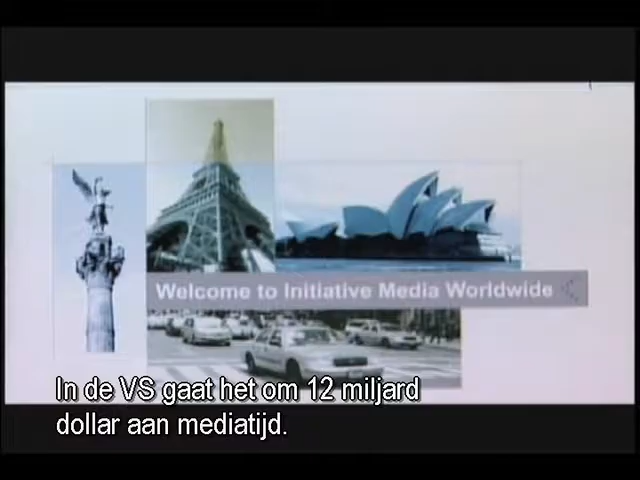 Welcome to Initiative Media Worldwide
In de VS gaat het om 12 miljard
dollar aan mediatijd.